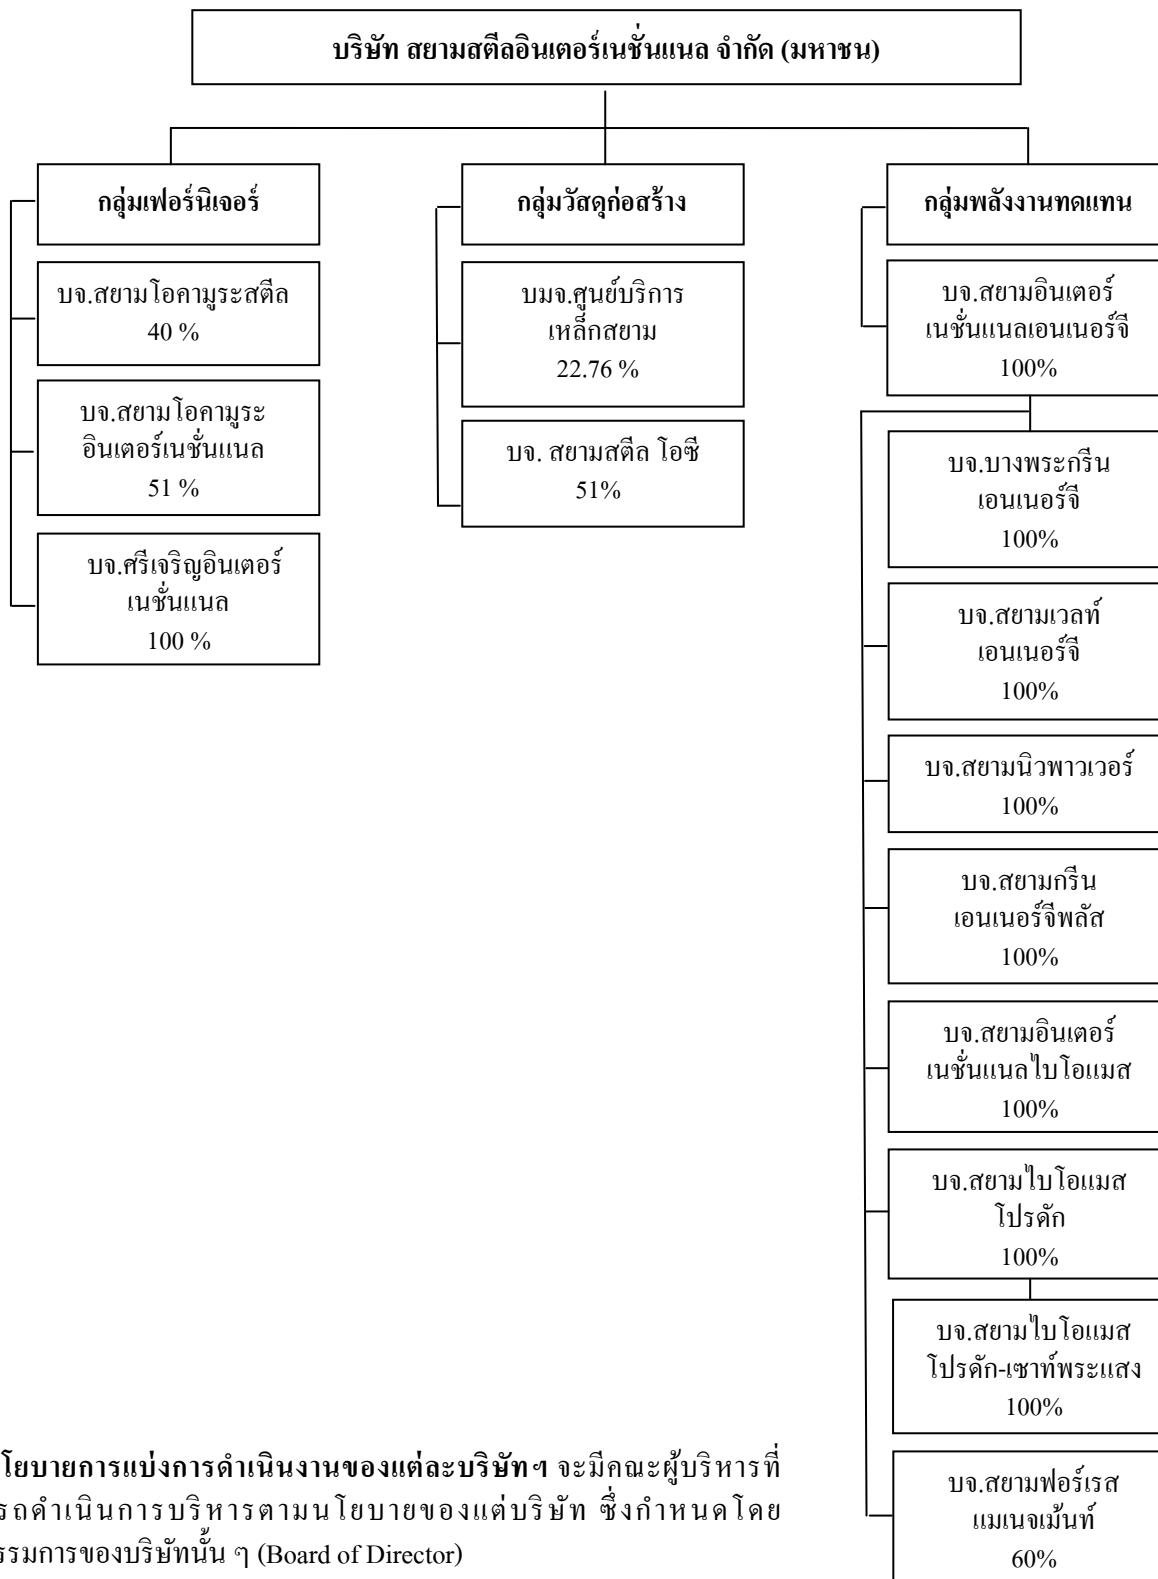 บริษัท สยามสตีลอินเตอร์เนชั่นแนล จำกัด (มหาชน)
กลุ่มเฟอร์นิเจอร์
บจ.สยามโอคามูระสตีล
40 %
บจ.สยามโอคามูระ
อินเตอร์เนชั่นแนล
51 %
บจ.ศรีเจริญอินเตอร์
เนชั่นแนล
100 %
กลุ่มวัสดุก่อสร้าง
บมจ.ศูนย์บริการ
เหล็กสยาม
22.76 %
บจ. สยามสตีล โอซี
51%
กลุ่มพลังงานทดแทน
บจ.สยามอินเตอร์
เนชั่นแนลเอนเนอร์จี
100%
บจ.บางพระกรีน
เอนเนอร์จี
100%
บจ.สยามเวลท์
เอนเนอร์จี
100%
บจ.สยามนิวพาวเวอร์
100%
บจ.สยามกรีน
เอนเนอร์จีพลัส
100%
บจ.สยามอินเตอร์
เนชั่นแนลไบโอแมส
100%
บจ.สยามไบโอแมส
โปรดัก
100%
บจ.สยามไบโอแมส
โปรดัก-เซาท์พระแสง
100%
บจ.สยามฟอร์เรส
แมเนจเม้นท์
60%
โยบายการแบ่งการดำเนินงานของแต่ละบริษัทฯ จะมีคณะผู้บริหารที่
รถดำเนินการบริหารตามนโยบายของแต่บริษัท ซึ่งกำหนดโดย
รรมการของบริษัทนั้น ๆ (Board of Director)